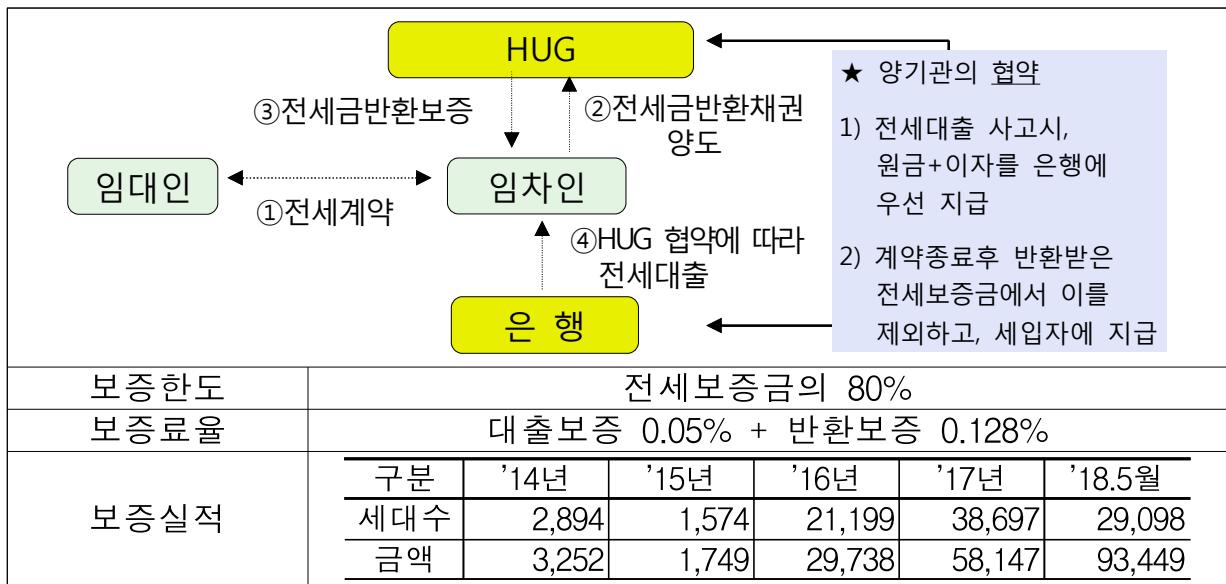 HUG
③전세금반환보증
②전세금반환채권
양도
임대인
임차인
①전세계약
④HUG 협약에 따라
전세대출
은 행
★ 양기관의 협약
1) 전세대출 사고시,
원금+이자를 은행에
우선 지급
2) 계약종료후 반환받은
전세보증금에서 이를
제외하고, 세입자에 지급
보증한도 전세보증금의 80%
보증료율 대출보증 0.05% + 반환보증 0.128%
보증실적
구분 ’14년 ’15년 ’16년 ’17년 ’18.5월
세대수 2,894 1,574 21,199 38,697 29,098
금액 3,252 1,749 29,738 58,147 93,449